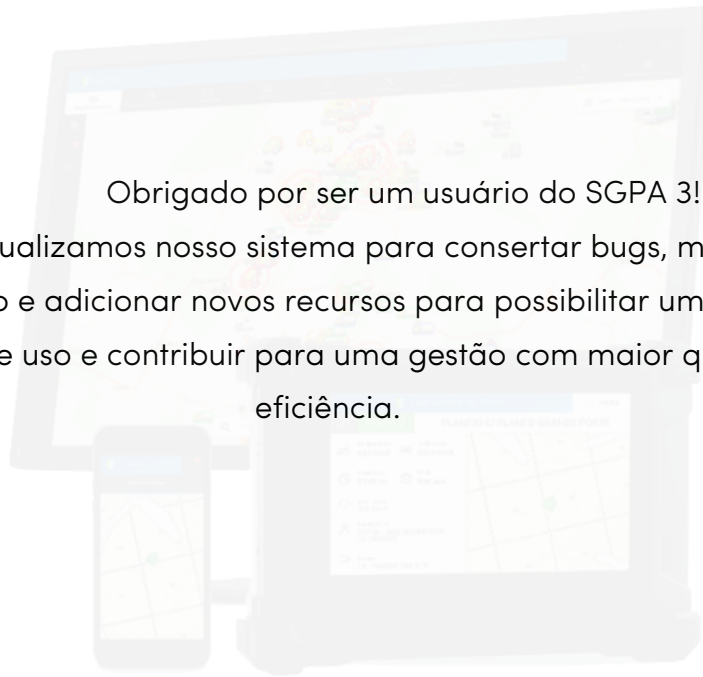 Obrigado por ser um usuário do SGPA 3!
ualizamos nosso sistema para consertar bugs, m
o e adicionar novos recursos para possibilitar um
e uso e contribuir para uma gestão com maior q
eficiência.